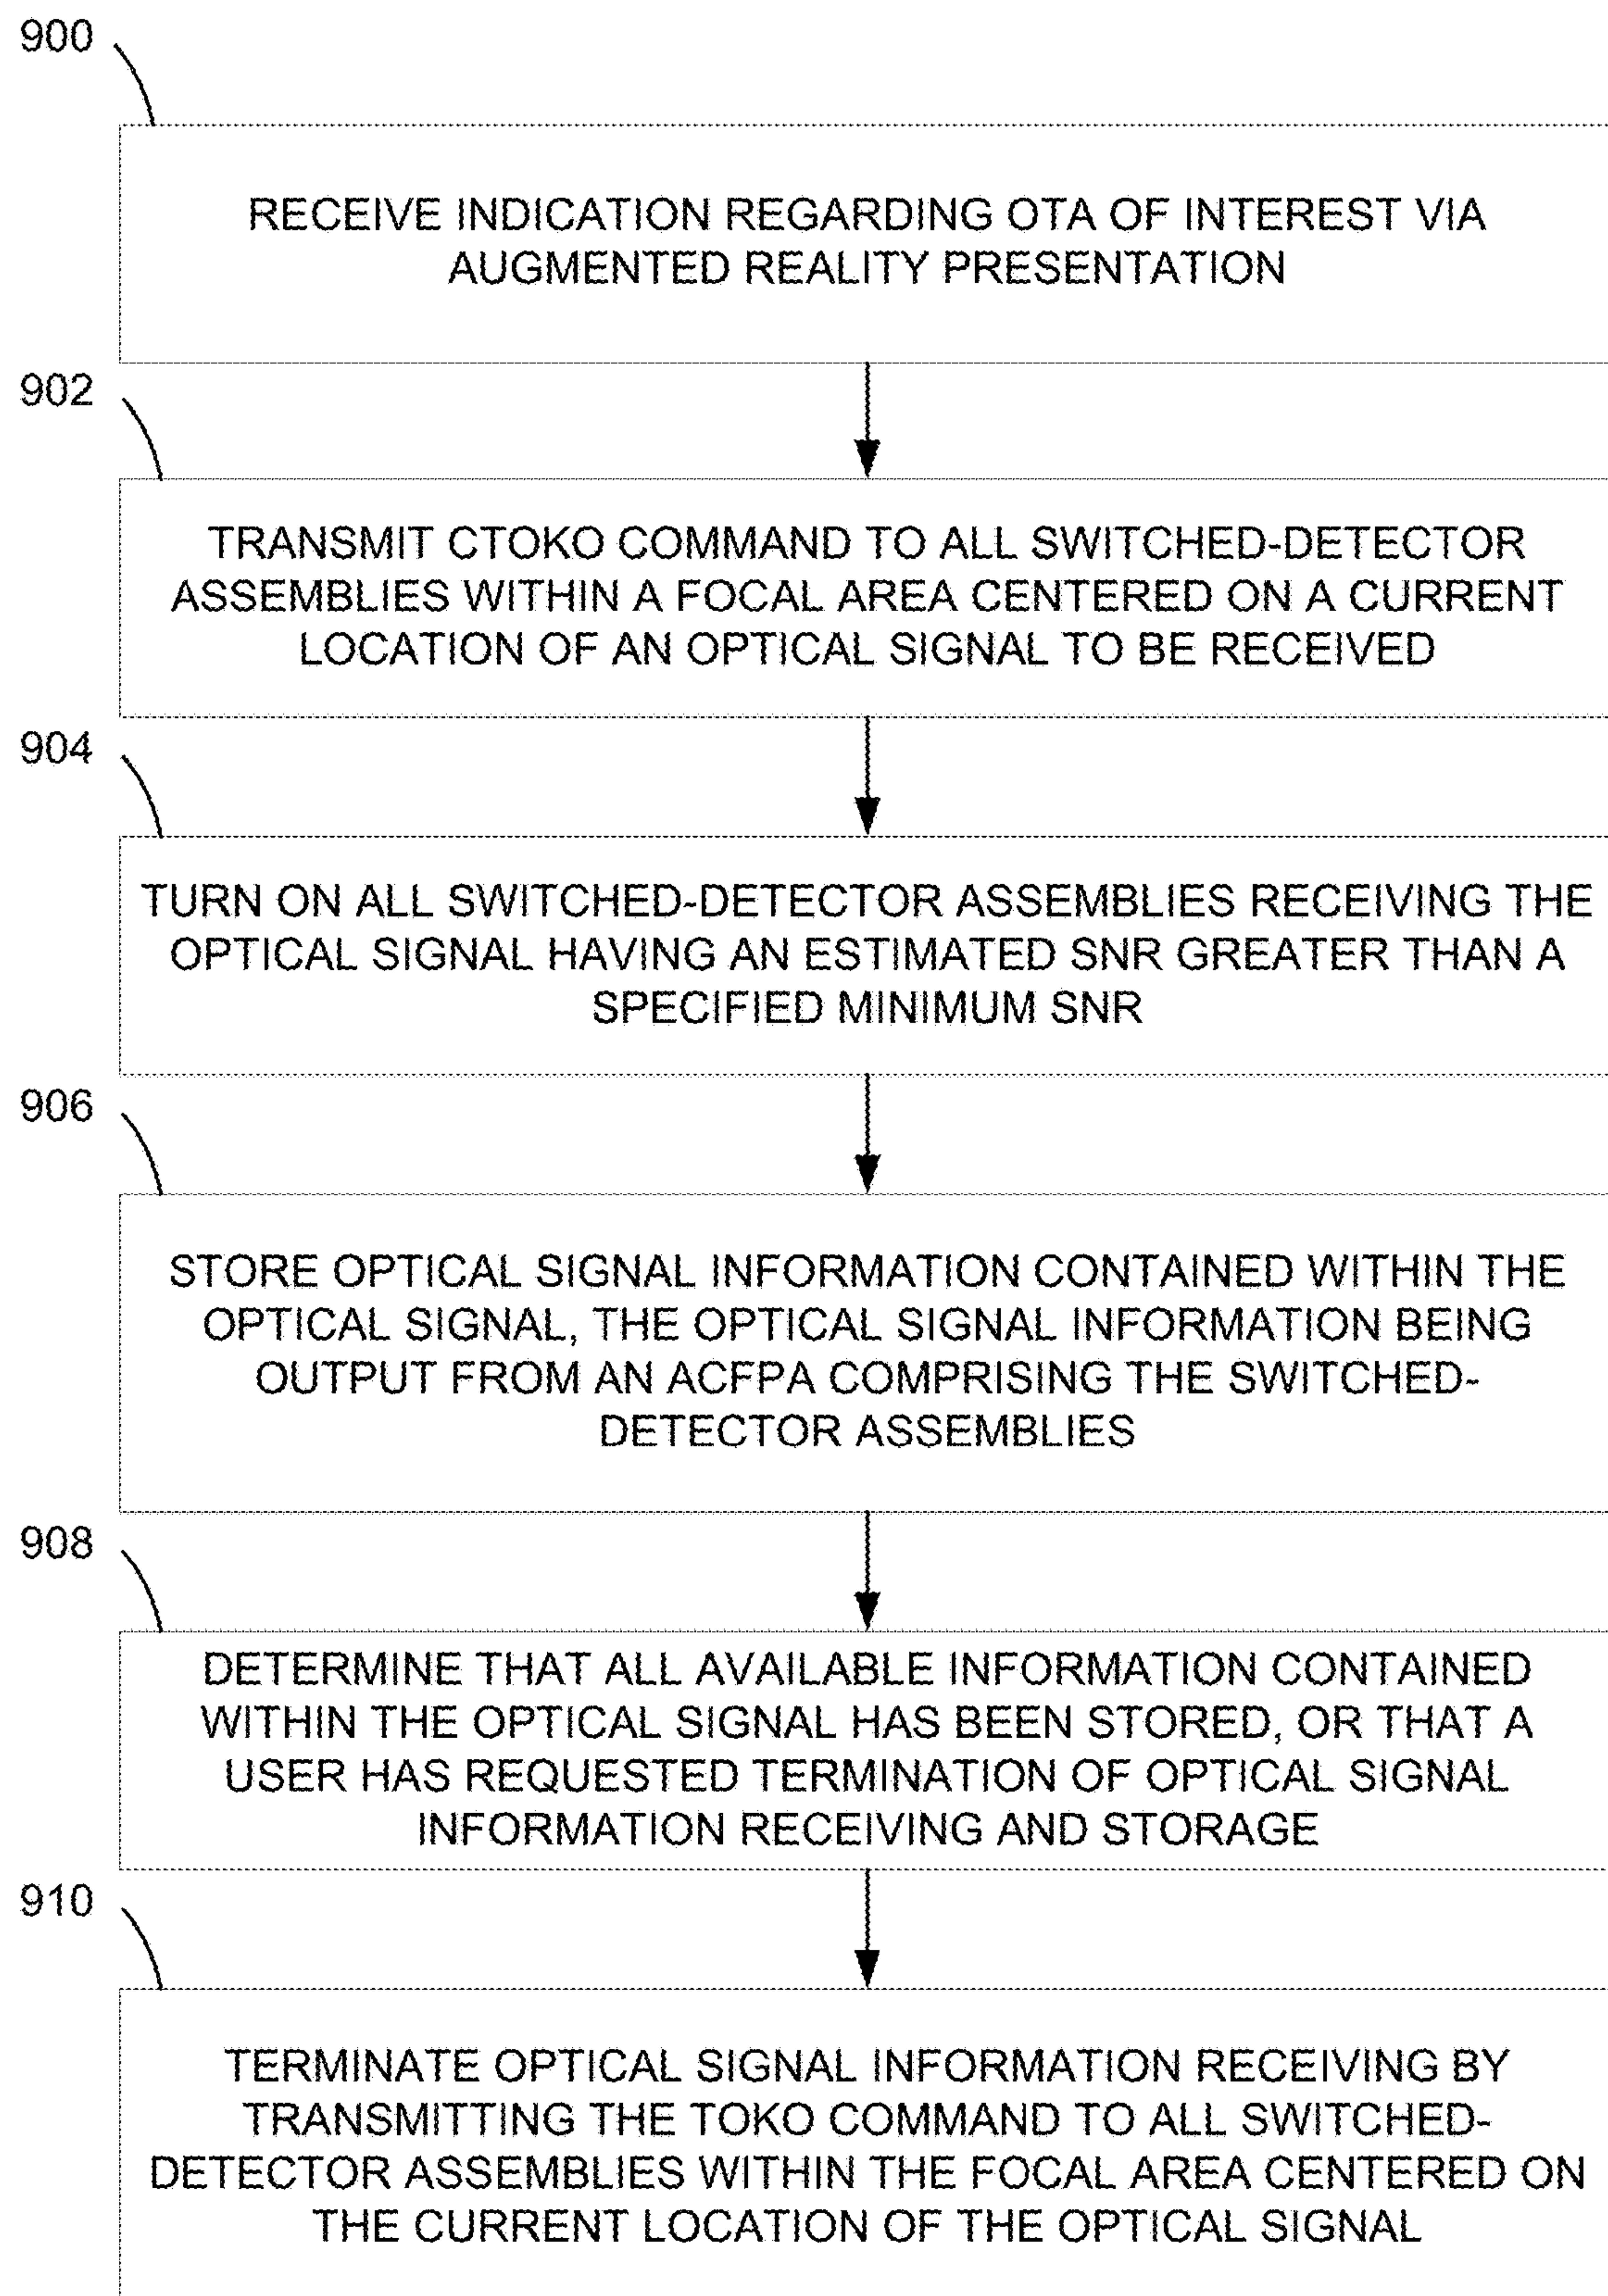 900
RECEIVE INDICATION REGARDING OTA OF INTEREST VIA
AUGMENTED REALITY PRESENTATION
902
TRANSMIT CTOKO COMMAND TO ALL SWITCHED-DETECTOR
ASSEMBLIES WITHIN A FOCAL AREA CENTERED ON A CURRENT
LOCATION OF AN OPTICAL SIGNAL TO BE RECEIVED
904
TURN ON ALL SWITCHED-DETECTOR ASSEMBLIES RECEIVING THE
OPTICAL SIGNAL HAVING AN ESTIMATED SNR GREATER THAN A
SPECIFIED MINIMUM SNR
906
STORE OPTICAL SIGNAL INFORMATION CONTAINED WITHIN THE
OPTICAL SIGNAL, THE OPTICAL SIGNAL INFORMATION BEING
OUTPUT FROM AN ACFPA COMPRISING THE SWITCHED-
DETECTOR ASSEMBLIES
908
DETERMINE THAT ALL AVAILABLE INFORMATION CONTAINED
WITHIN THE OPTICAL SIGNAL HAS BEEN STORED, OR THAT A
USER HAS REQUESTED TERMINATION OF OPTICAL SIGNAL
INFORMATION RECEIVING AND STORAGE
910
TERMINATE OPTICAL SIGNAL INFORMATION RECEIVING BY
TRANSMITTING THE TOKO COMMAND TO ALL SWITCHED-
DETECTOR ASSEMBLIES WITHIN THE FOCAL AREA CENTERED ON
THE CURRENT LOCATION OF THE OPTICAL SIGNAL